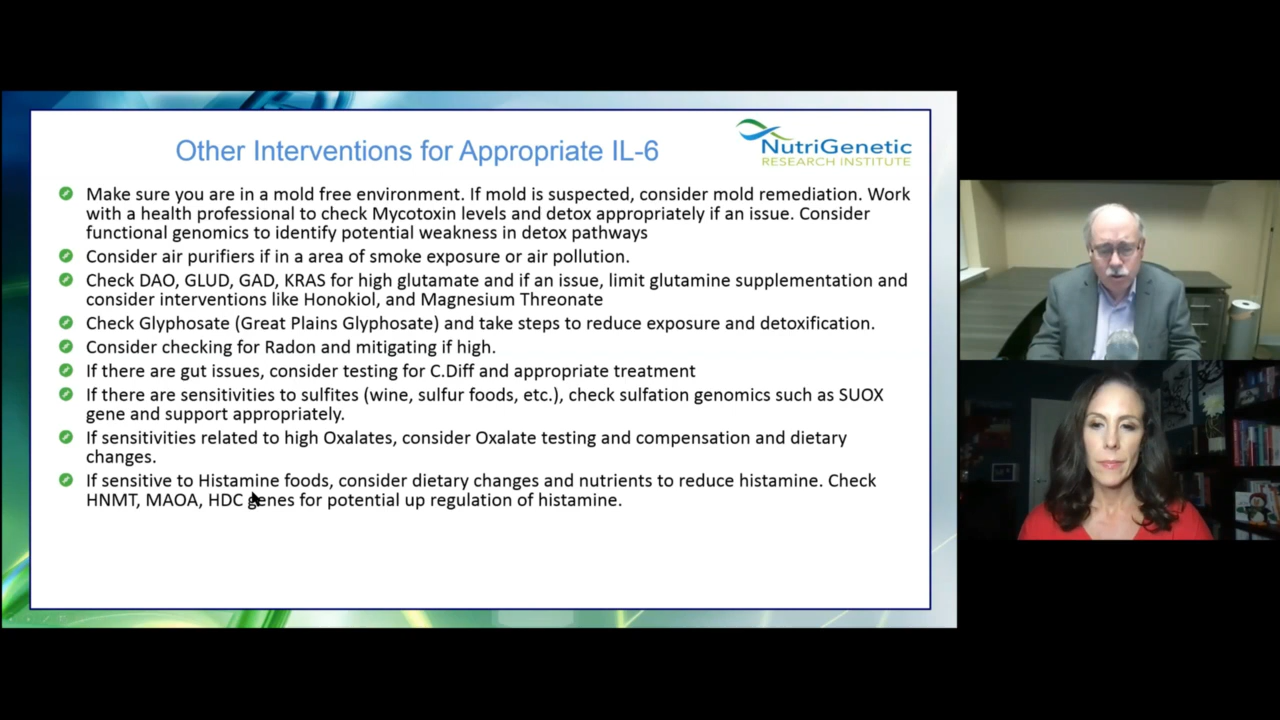 Other Interventions for Appropriate IL-6
NutriGenetic
RESEARCH INSTITUTE
Make sure you are in a mold free environment. If mold is suspected, consider mold remediation. Work
with a health professional to check Mycotoxin levels and detox appropriately if an issue. Consider
functional genomics to identify potential weakness in detox pathways
Consider air purifiers if in a area of smoke exposure or air pollution.
Check DAO, GLUD, GAD, KRAS for high glutamate and if an issue, limit glutamine supplementation and
consider interventions like Honokiol, and Magnesium Threonate
Check Glyphosate (Great Plains Glyphosate) and take steps to reduce exposure and detoxification.
Consider checking for Radon and mitigating if high.
If there are gut issues, consider testing for C.Diff and appropriate treatment
If there are sensitivities to sulfites (wine, sulfur foods, etc.), check sulfation genomics such as SUOX
gene and support appropriately.
If sensitivities related to high Oxalates, consider Oxalate testing and compensation and dietary
changes.
If sensitive to Histamine foods, consider dietary changes and nutrients to reduce histamine. Check
HNMT, MAOA, HDC genes for potential up regulation of histamine.